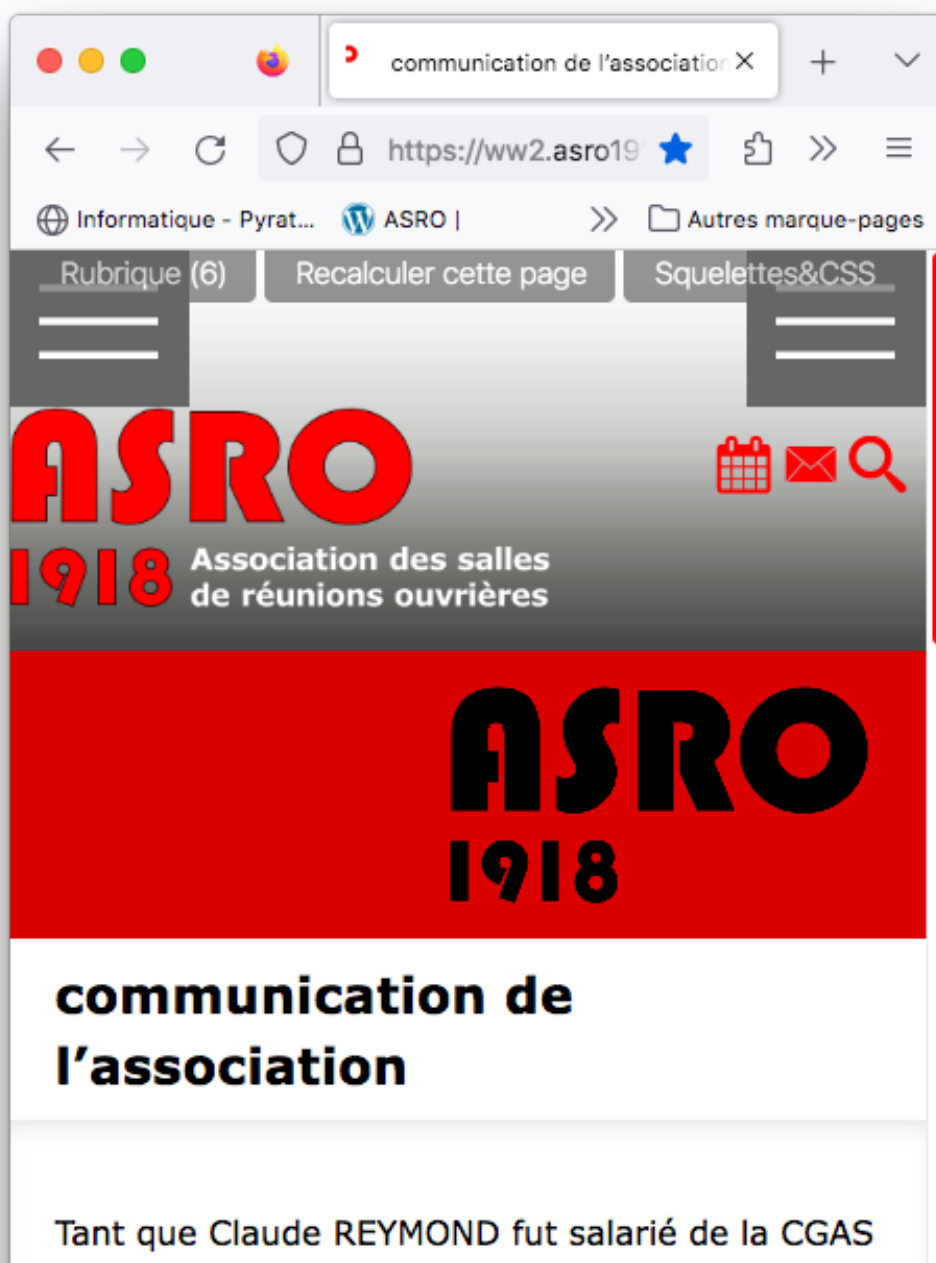 communication de l'association
https://ww2.asro19
Informatique - Pyrat...
ASRO |
Autres marque-pages
Rubrique (6)
Recalculer cette page
Squelettes&CSS
ASRO
1918 Association des salles
de réunions ouvrières
ASRO
1918
communication de
l’association
Tant que Claude REYMOND fut salarié de la CGAS